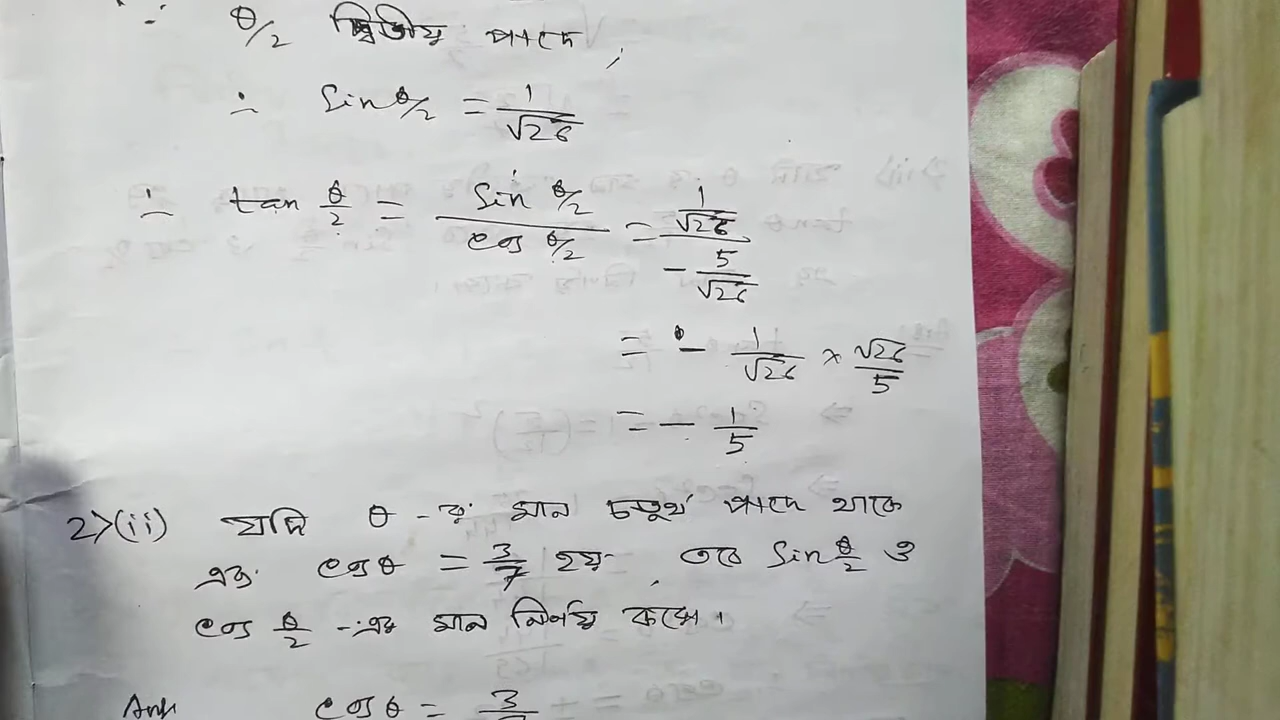 ∵ θ/2 দ্বিতীয় পাদে,
∴ Sin θ/2 = 1/√26
∴ tan θ/2 = (Sin θ/2)/(cos θ/2) = (1/√26)/(-5/√26)
= - 1/√26 × √26/5
= - 1/5
2>(ii) যদি θ -র মান চতুর্থ পাদে থাকে
এবং cos θ = 3/7 হয় তবে Sin θ/2 ও
cos θ/2 -এর মান নির্ণয় করো।
Ans cos θ = 3/7